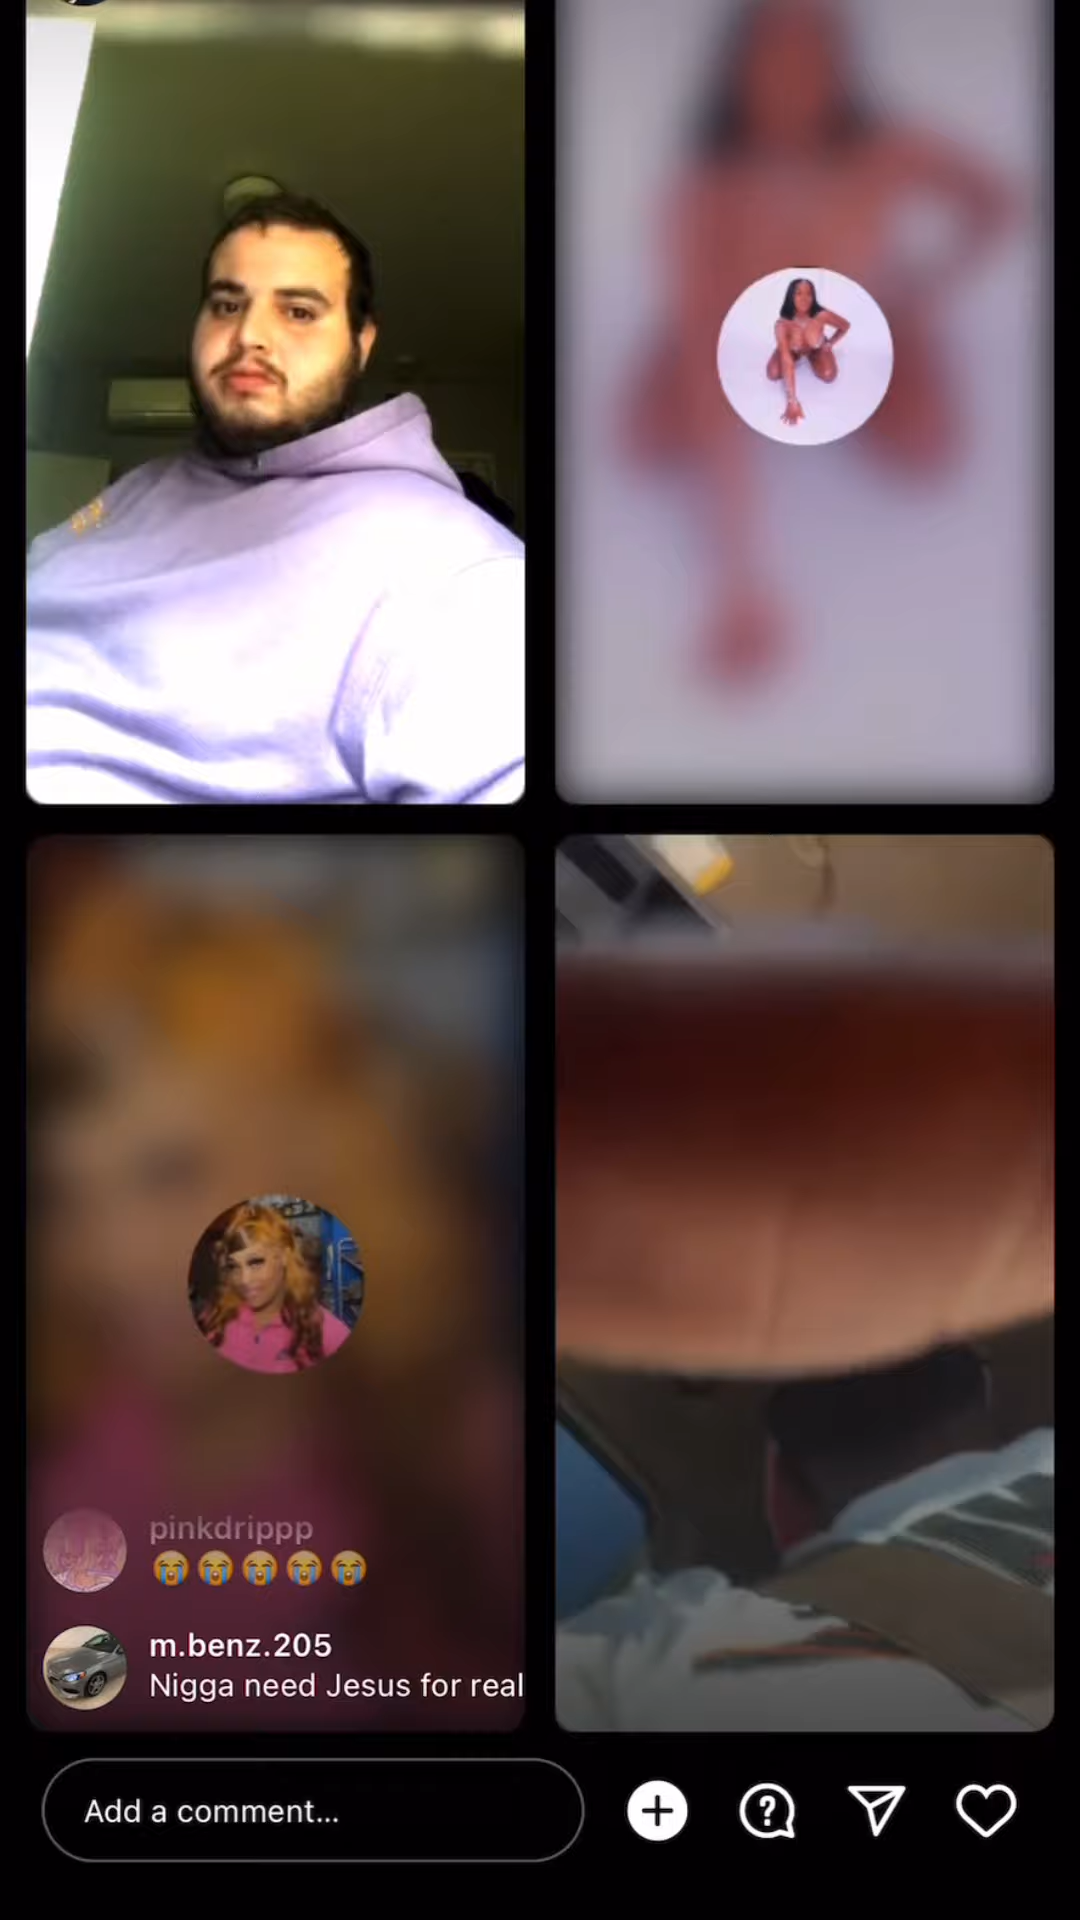 pinkdrippp
😭😭😭😭😭
m.benz.205
Nigga need Jesus for real
Add a comment...